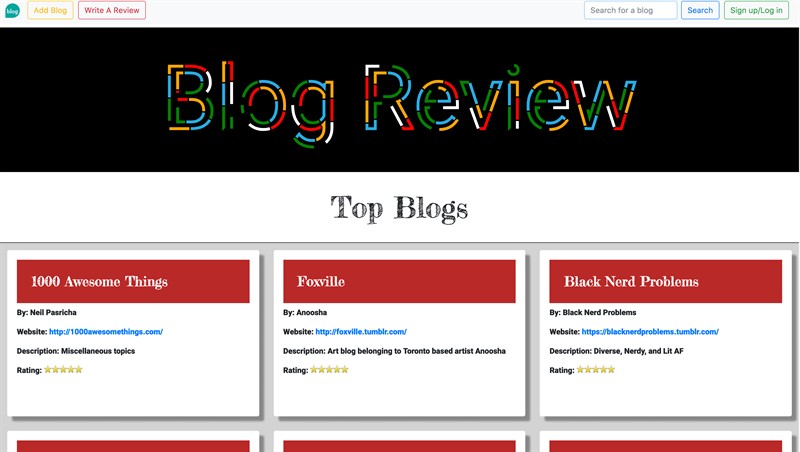 blog
Add Blog
Write A Review
Search for a blog
Search
Sign up/Log in
Blog Review
Top Blogs
1000 Awesome Things
By: Neil Pasricha
Website: http://1000awesomethings.com/
Description: Miscellaneous topics
Rating: ⭐⭐⭐⭐⭐
Foxville
By: Anoosha
Website: http://foxville.tumblr.com/
Description: Art blog belonging to Toronto based artist Anoosha
Rating: ⭐⭐⭐⭐⭐
Black Nerd Problems
By: Black Nerd Problems
Website: https://blacknerdproblems.tumblr.com/
Description: Diverse, Nerdy, and Lit AF
Rating: ⭐⭐⭐⭐⭐